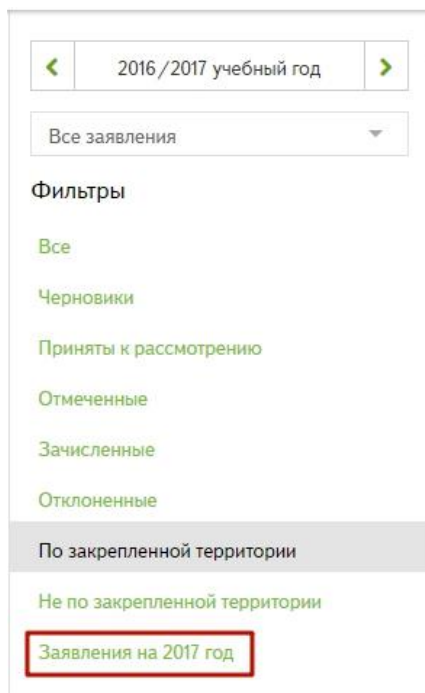 2016/2017 учебный год
Все заявления
Фильтры
Все
Черновики
Приняты к рассмотрению
Отмеченные
Зачисленные
Отклоненные
По закрепленной территории
Не по закрепленной территории
Заявления на 2017 год